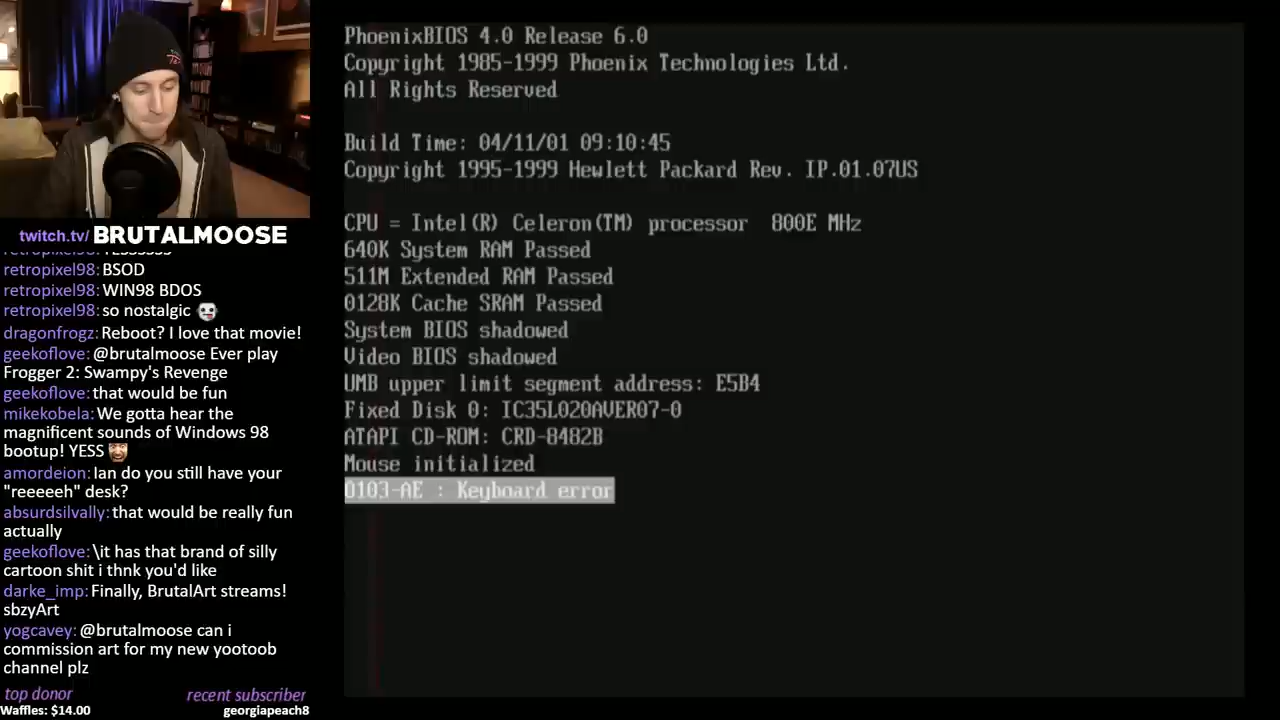 PhoenixBIOS 4.0 Release 6.0
Copyright 1985-1999 Phoenix Technologies Ltd.
All Rights Reserved
Build Time: 04/11/01 09:10:45
Copyright 1995-1999 Hewlett Packard Rev. IP.01.07US
CPU = Intel(R) Celeron(TM) processor 800E MHz
640K System RAM Passed
511M Extended RAM Passed
0128K Cache SRAM Passed
System BIOS shadowed
Video BIOS shadowed
UMB upper limit segment address: E5B4
Fixed Disk 0: IC35L020AVER07-0
ATAPI CD-ROM: CRD-8482B
Mouse initialized
0103-AE : Keyboard error
twitch.tv/BRUTALMOOSE
retropixel98: BSOD
retropixel98: WIN98 BDOS
retropixel98: so nostalgic
dragonfrogz: Reboot? I love that movie!
geekoflove: @brutalmoose Ever play
Frogger 2: Swampy's Revenge
geekoflove: that would be fun
mikekobela: We gotta hear the
magnificent sounds of Windows 98
bootup! YESS
amordeion: Ian do you still have your
"reeeeeh" desk?
absurdsilvally: that would be really fun
actually
geekoflove: \it has that brand of silly
cartoon shit i thnk you'd like
darke_imp: Finally, BrutalArt streams!
sbzyArt
yogcavey: @brutalmoose can i
commission art for my new yootoob
channel plz
top donor
Waffles: $14.00
recent subscriber
georgiapeach8